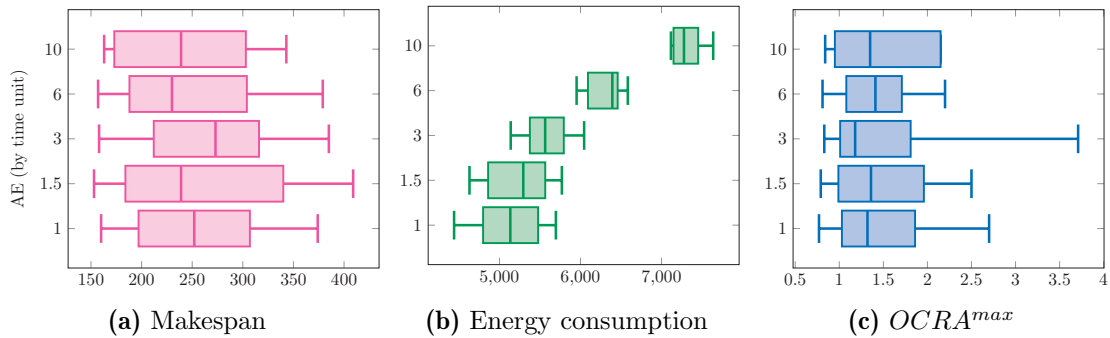 AE (by time unit)
10
6
3
1.5
1
150 200 250 300 350 400
(a) Makespan
10
6
3
1.5
1
5,000 6,000 7,000
(b) Energy consumption
10
6
3
1.5
1
0.5 1 1.5 2 2.5 3 3.5 4
(c) OCRA^{max}